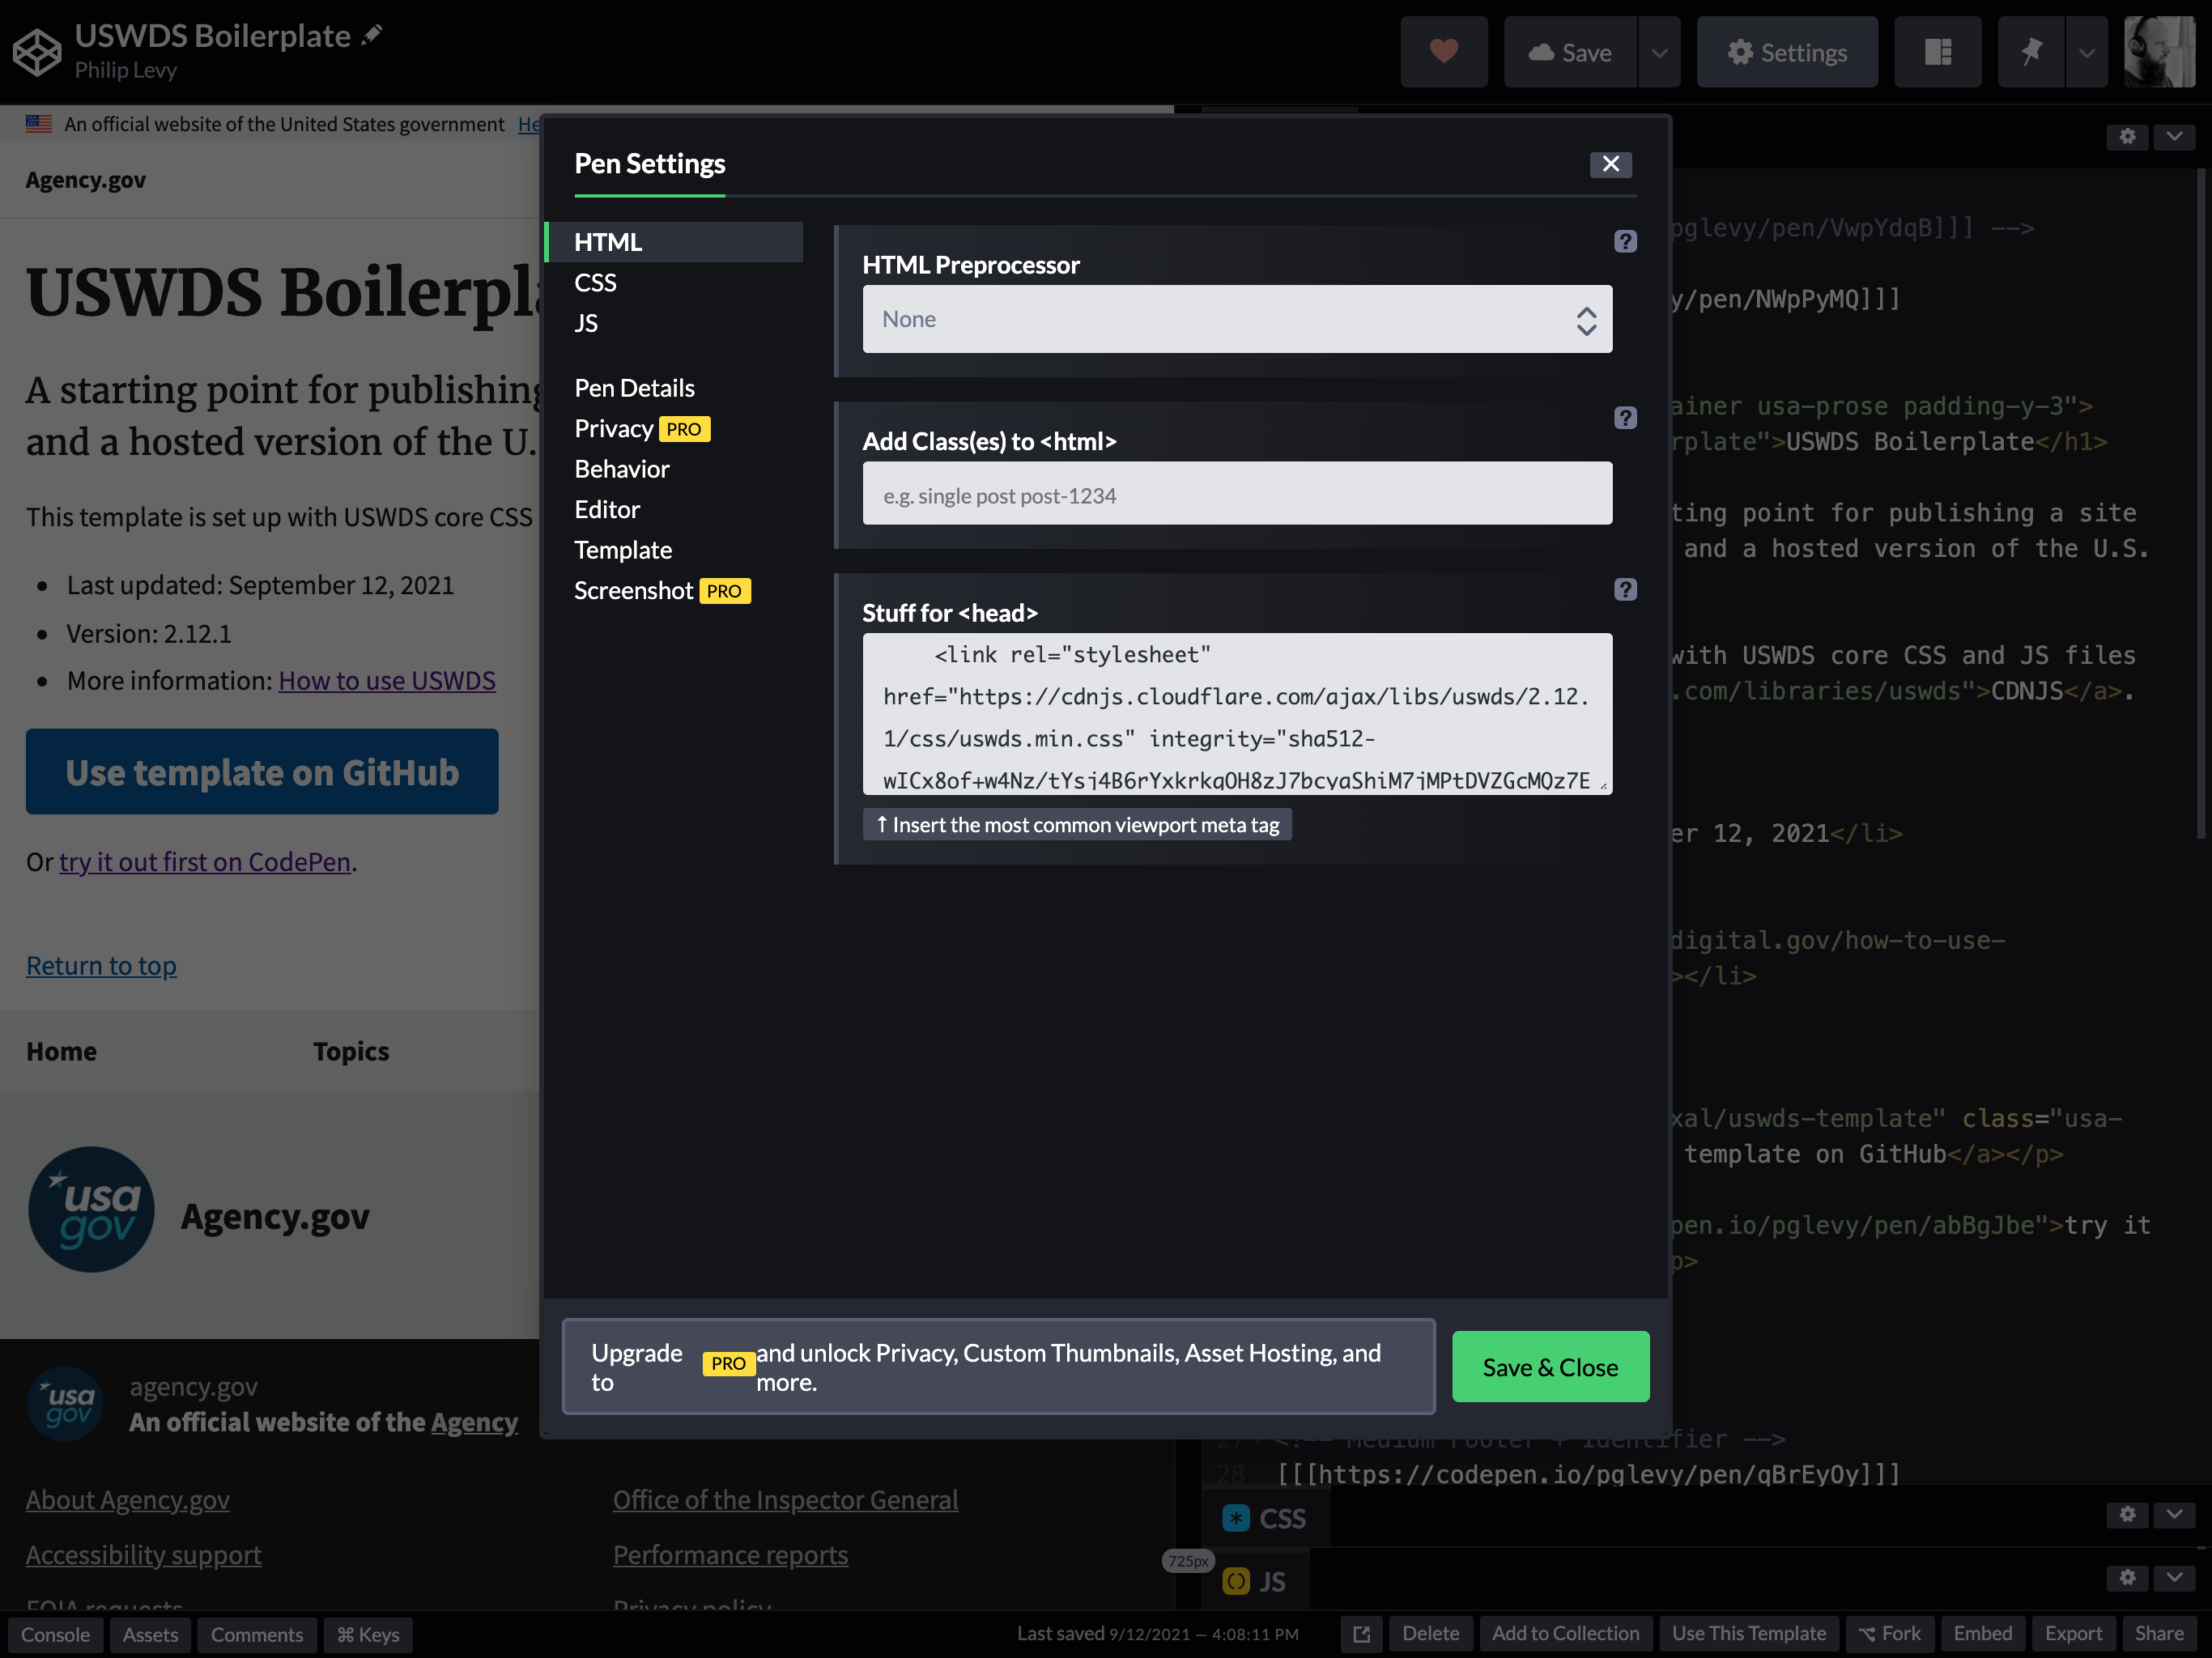 USWDS Boilerplate
Philip Levy
Save
Settings
An official website of the United States government He
Agency.gov
USWDS Boilerpl
A starting point for publishing
and a hosted version of the U.
This template is set up with USWDS core CSS
Last updated: September 12, 2021
Version: 2.12.1
More information: How to use USWDS
Use template on GitHub
Or try it out first on CodePen.
Return to top
Home
Topics
usa
gov
Agency.gov
usa
gov
agency.gov
An official website of the Agency
About Agency.gov
Office of the Inspector General
Accessibility support
Performance reports
FOIA requests
Privacy policy
Pen Settings
HTML
CSS
JS
Pen Details
Privacy PRO
Behavior
Editor
Template
Screenshot PRO
?
HTML Preprocessor
None
?
Add Class(es) to <html>
e.g. single post post-1234
?
Stuff for <head>
<link rel="stylesheet"
href="https://cdnjs.cloudflare.com/ajax/libs/uswds/2.12.
1/css/uswds.min.css" integrity="sha512-
↑ Insert the most common viewport meta tag
Upgrade to PRO and unlock Privacy, Custom Thumbnails, Asset Hosting, and more.
Save & Close
pglevy/pen/VwpYdqB]]] -->
y/pen/NWpPyMQ]]]
ainer usa-prose padding-y-3">
rplate">USWDS Boilerplate</h1>
ting point for publishing a site
and a hosted version of the U.S.
with USWDS core CSS and JS files
.com/libraries/uswds">CDNJS</a>.
er 12, 2021</li>
digital.gov/how-to-use-
></li>
xal/uswds-template" class="usa-
template on GitHub</a></p>
pen.io/pglevy/pen/abBgJbe">try it
p>
27 <!-- Medium Footer + Identifier -->
28 [[[https://codepen.io/pglevy/pen/qBrEyOy]]]
CSS
725px
JS
Console
Assets
Comments
⌘ Keys
Last saved 9/12/2021 — 4:08:11 PM
Delete
Add to Collection
Use This Template
Fork
Embed
Export
Share